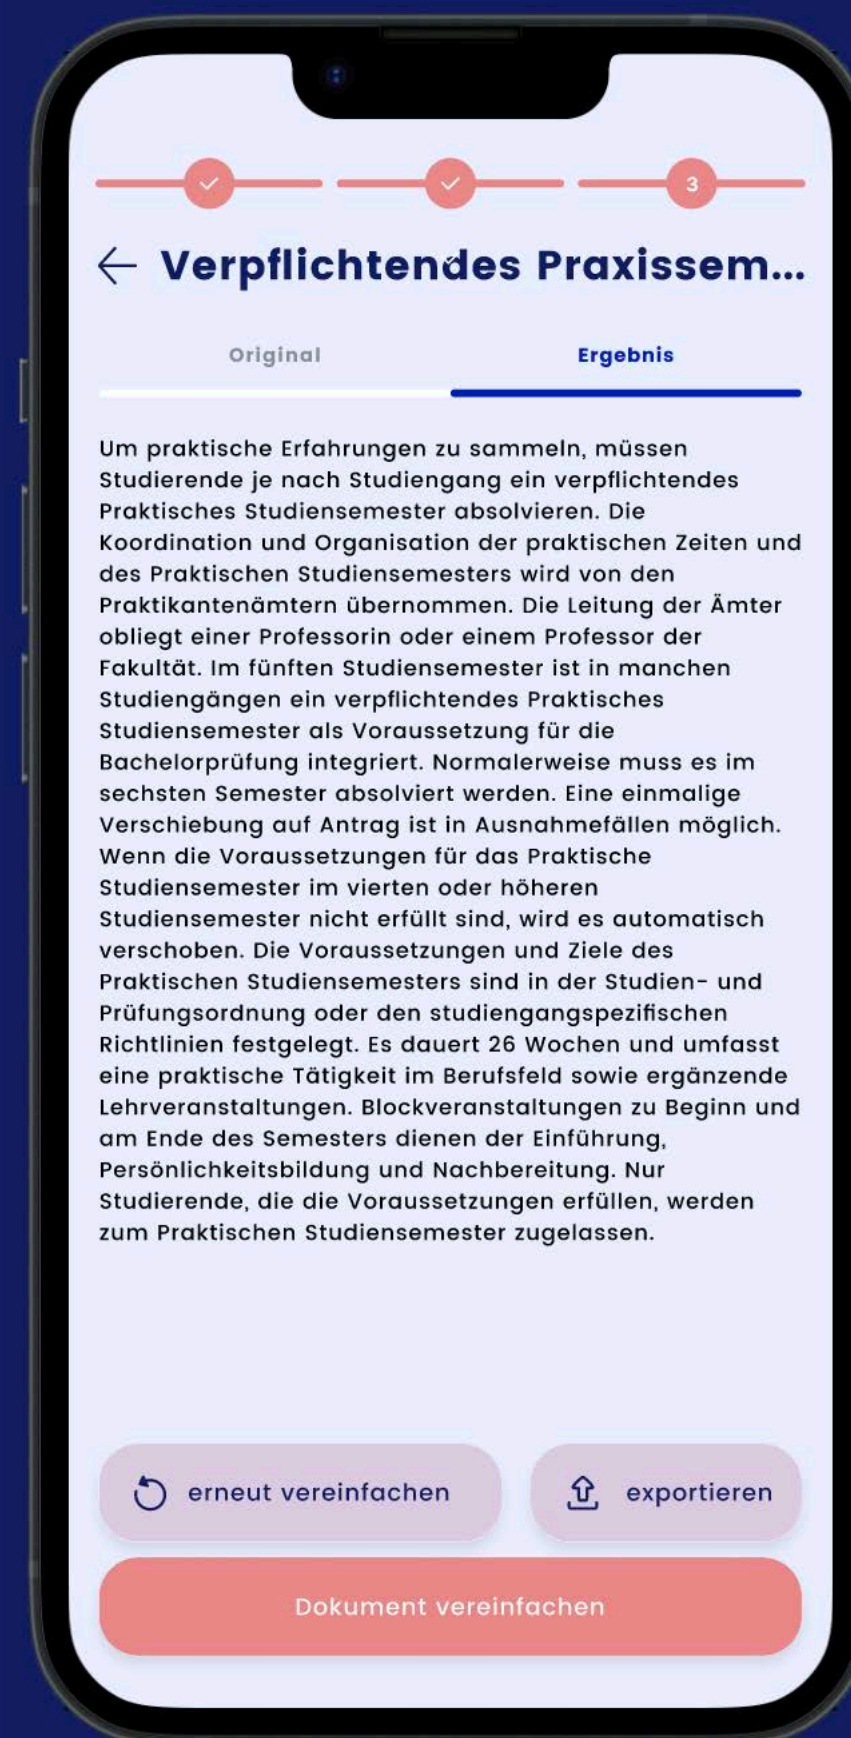 3
Verpflichtendes Praxissem...
Original
Ergebnis
Um praktische Erfahrungen zu sammeln, müssen
Studierende je nach Studiengang ein verpflichtendes
Praktisches Studiensemester absolvieren. Die
Koordination und Organisation der praktischen Zeiten und
des Praktischen Studiensemesters wird von den
Praktikantenämtern übernommen. Die Leitung der Ämter
obliegt einer Professorin oder einem Professor der
Fakultät. Im fünften Studiensemester ist in manchen
Studiengängen ein verpflichtendes Praktisches
Studiensemester als Voraussetzung für die
Bachelorprüfung integriert. Normalerweise muss es im
sechsten Semester absolviert werden. Eine einmalige
Verschiebung auf Antrag ist in Ausnahmefällen möglich.
Wenn die Voraussetzungen für das Praktische
Studiensemester im vierten oder höheren
Studiensemester nicht erfüllt sind, wird es automatisch
verschoben. Die Voraussetzungen und Ziele des
Praktischen Studiensemesters sind in der Studien- und
Prüfungsordnung oder den studiengangspezifischen
Richtlinien festgelegt. Es dauert 26 Wochen und umfasst
eine praktische Tätigkeit im Berufsfeld sowie ergänzende
Lehrveranstaltungen. Blockveranstaltungen zu Beginn und
am Ende des Semesters dienen der Einführung,
Persönlichkeitsbildung und Nachbereitung. Nur
Studierende, die die Voraussetzungen erfüllen, werden
zum Praktischen Studiensemester zugelassen.
erneut vereinfachen
exportieren
Dokument vereinfachen